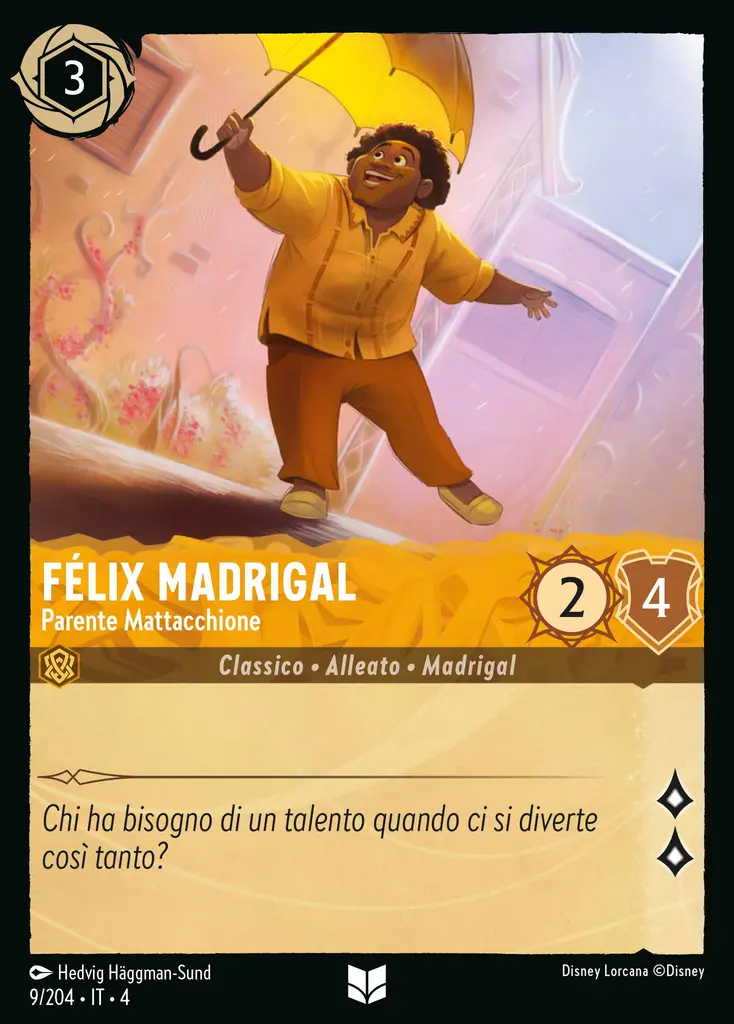 3
FÉLIX MADRIGAL
Parente Mattacchione
2
4
Classico • Alleato • Madrigal
Chi ha bisogno di un talento quando ci si diverte
così tanto?
Hedvig Häggman-Sund
Disney Lorcana ©Disney
9/204 • IT • 4